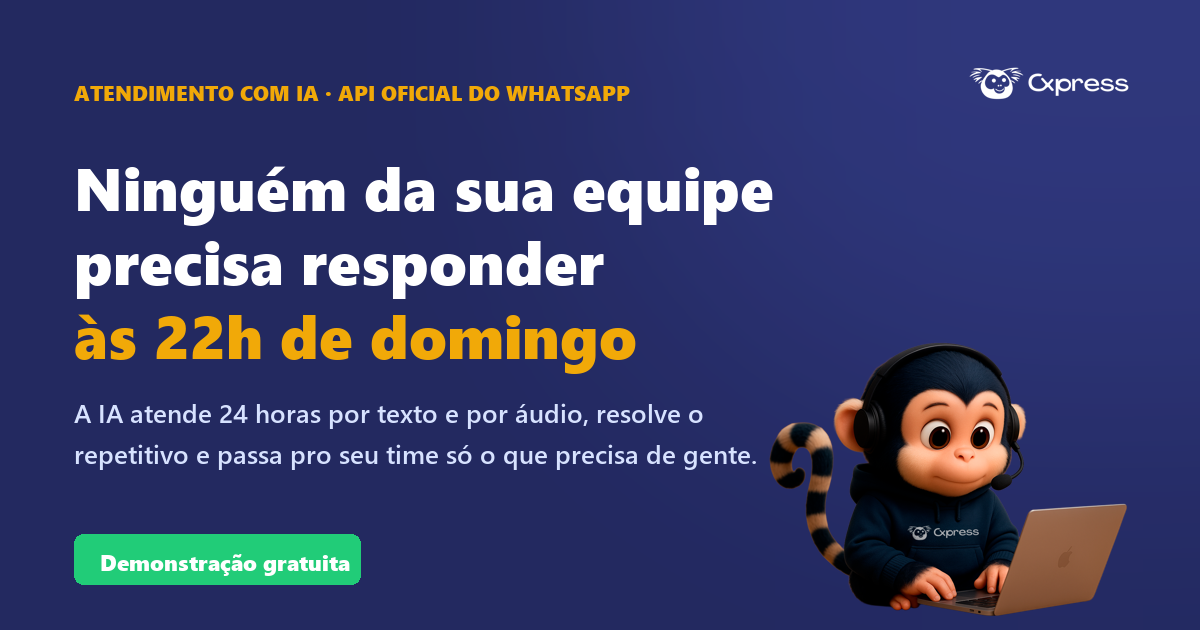 ATENDIMENTO COM IA · API OFICIAL DO WHATSAPP
Cxpress
Ninguém da sua equipe
precisa responder
às 22h de domingo
A IA atende 24 horas por texto e por áudio, resolve o
repetitivo e passa pro seu time só o que precisa de gente.
Cxpress
Demonstração gratuita